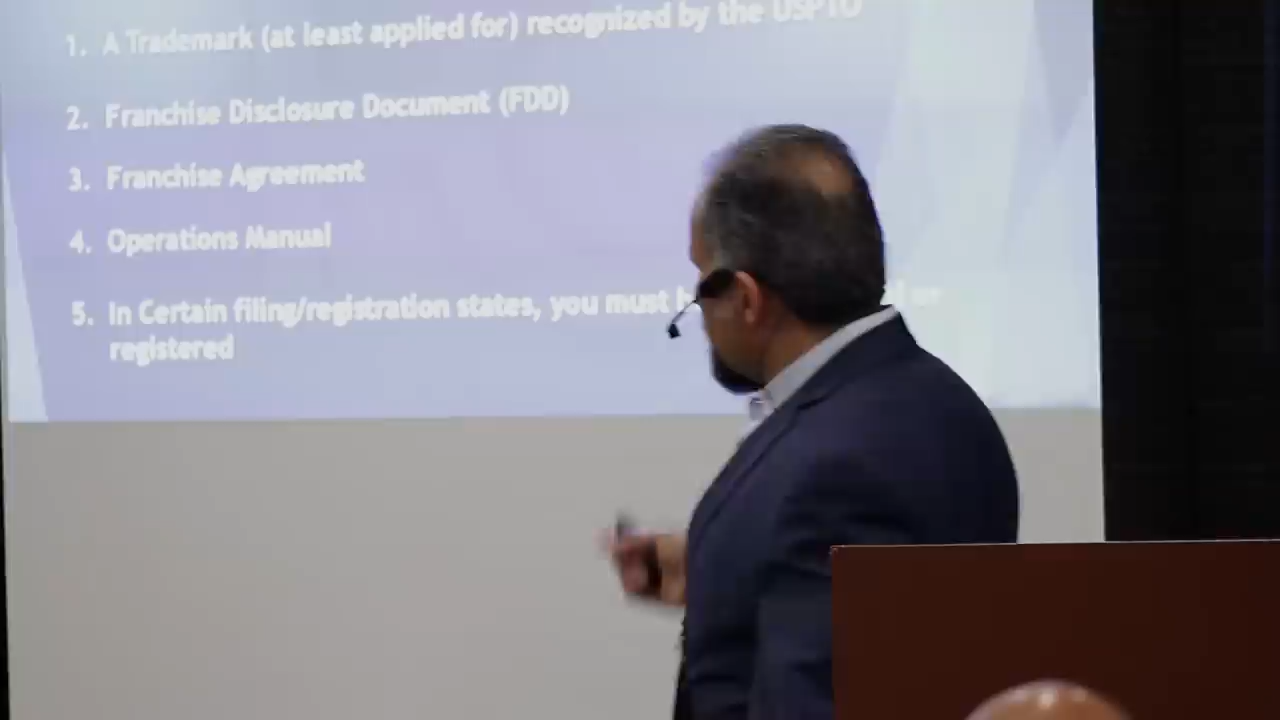 1. A Trademark (at least applied for) recognized by the USPTO
2. Franchise Disclosure Document (FDD)
3. Franchise Agreement
4. Operations Manual
5. In Certain filing/registration states, you must or
registered